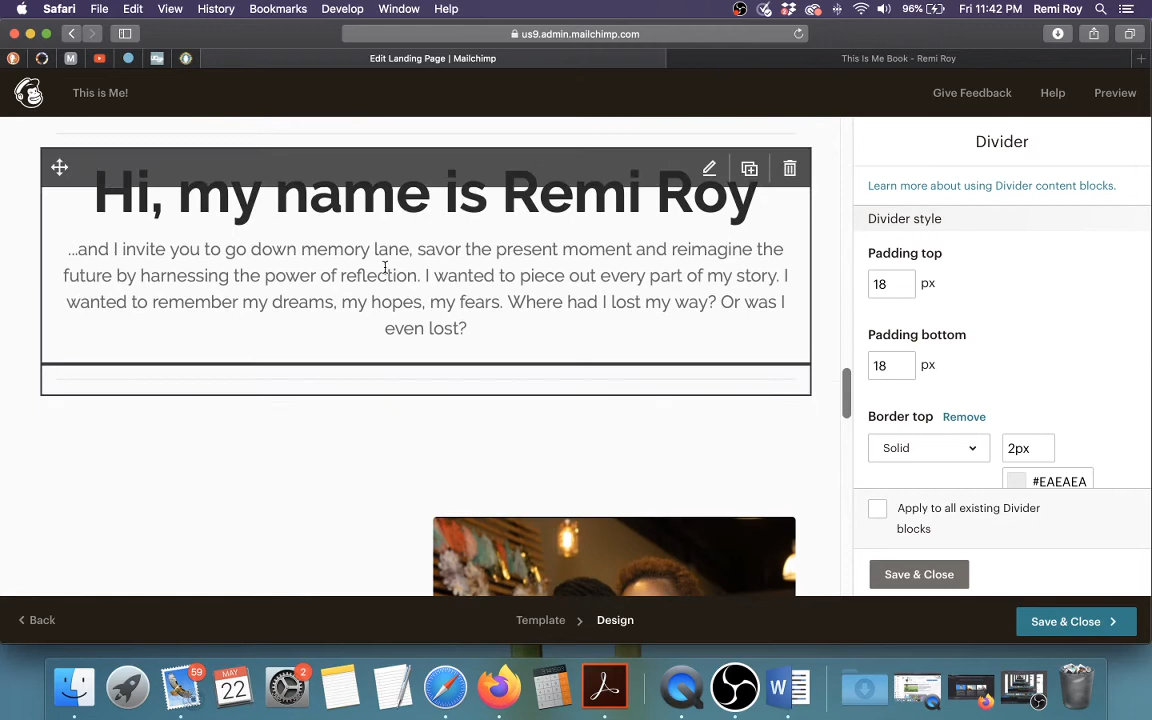 Safari File Edit View History Bookmarks Develop Window Help 96% Fri 11:42 PM Remi Roy
us9.admin.mailchimp.com
M Edit Landing Page | Mailchimp This Is Me Book - Remi Roy
This is Me! Give Feedback Help Preview
Divider
Hi, my name is Remi Roy
Learn more about using Divider content blocks.
Divider style
...and I invite you to go down memory lane, savor the present moment and reimagine the
future by harnessing the power of reflection. I wanted to piece out every part of my story. I
wanted to remember my dreams, my hopes, my fears. Where had I lost my way? Or was I
even lost?
Padding top
18 px
Padding bottom
18 px
Border top Remove
Solid 2px
#EAEAEA
Apply to all existing Divider
blocks
Save & Close
Back Template Design Save & Close
59 MAY 22 2 W